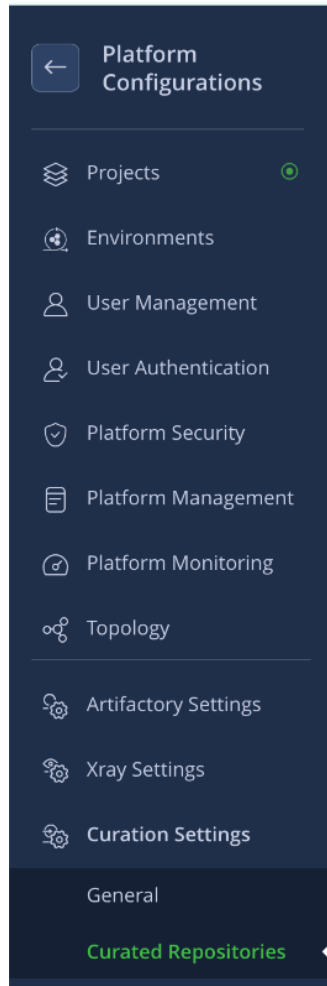 Platform
Configurations
Projects
Environments
User Management
User Authentication
Platform Security
Platform Management
Platform Monitoring
Topology
Artifactory Settings
Xray Settings
Curation Settings
General
Curated Repositories